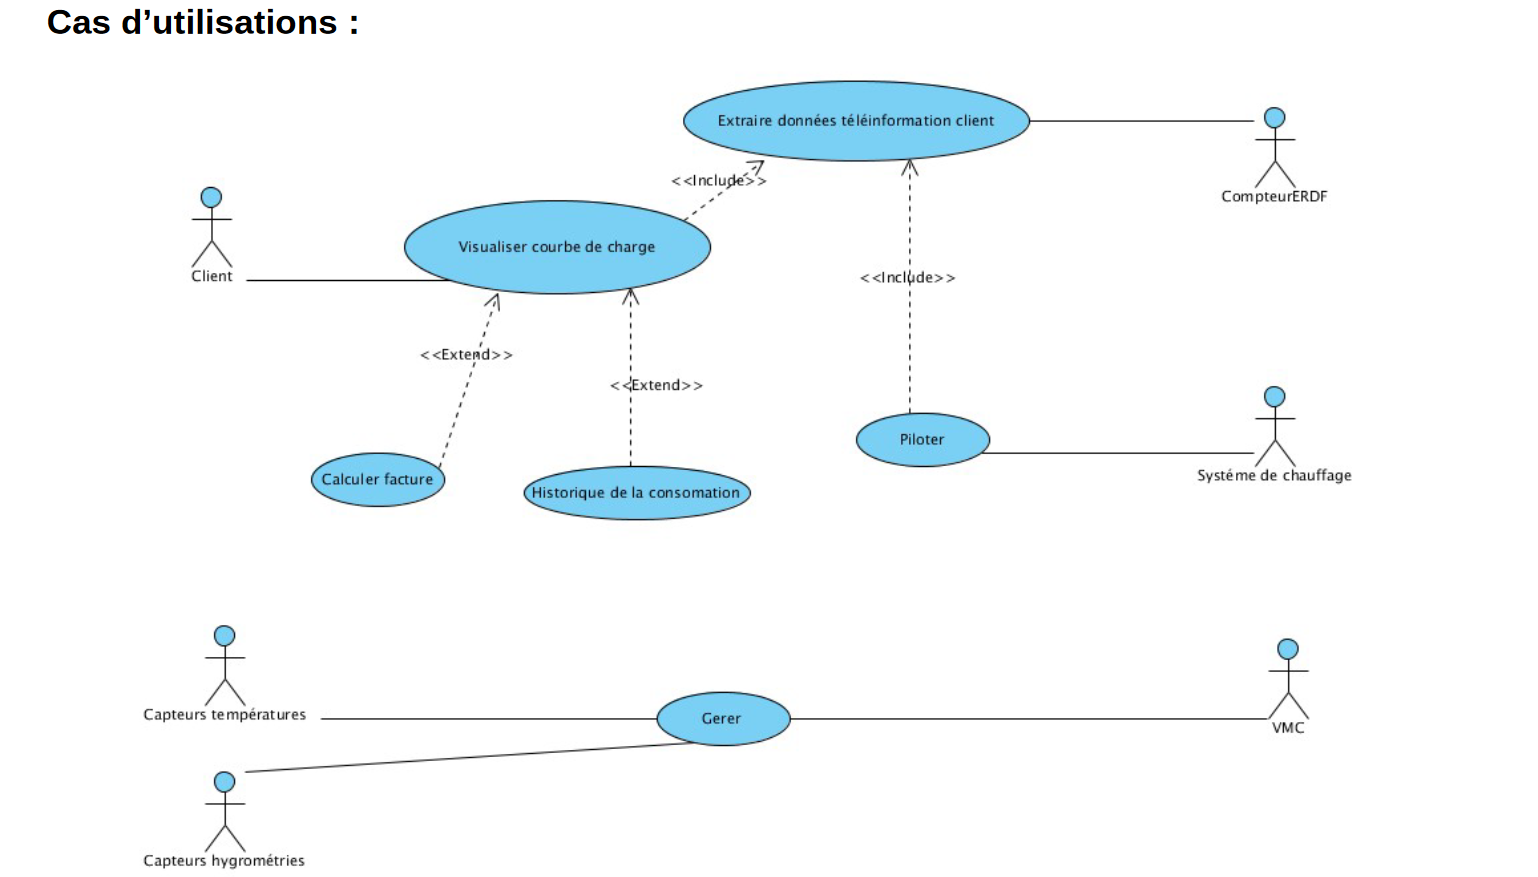 Cas d’utilisations :
Extraire données téléinformation client
<<Include>>
CompteurERDF
Visualiser courbe de charge
Client
<<Include>>
<<Extend>>
<<Extend>>
Piloter
Systéme de chauffage
Calculer facture
Historique de la consomation
Capteurs températures
Gerer
VMC
Capteurs hygrométries